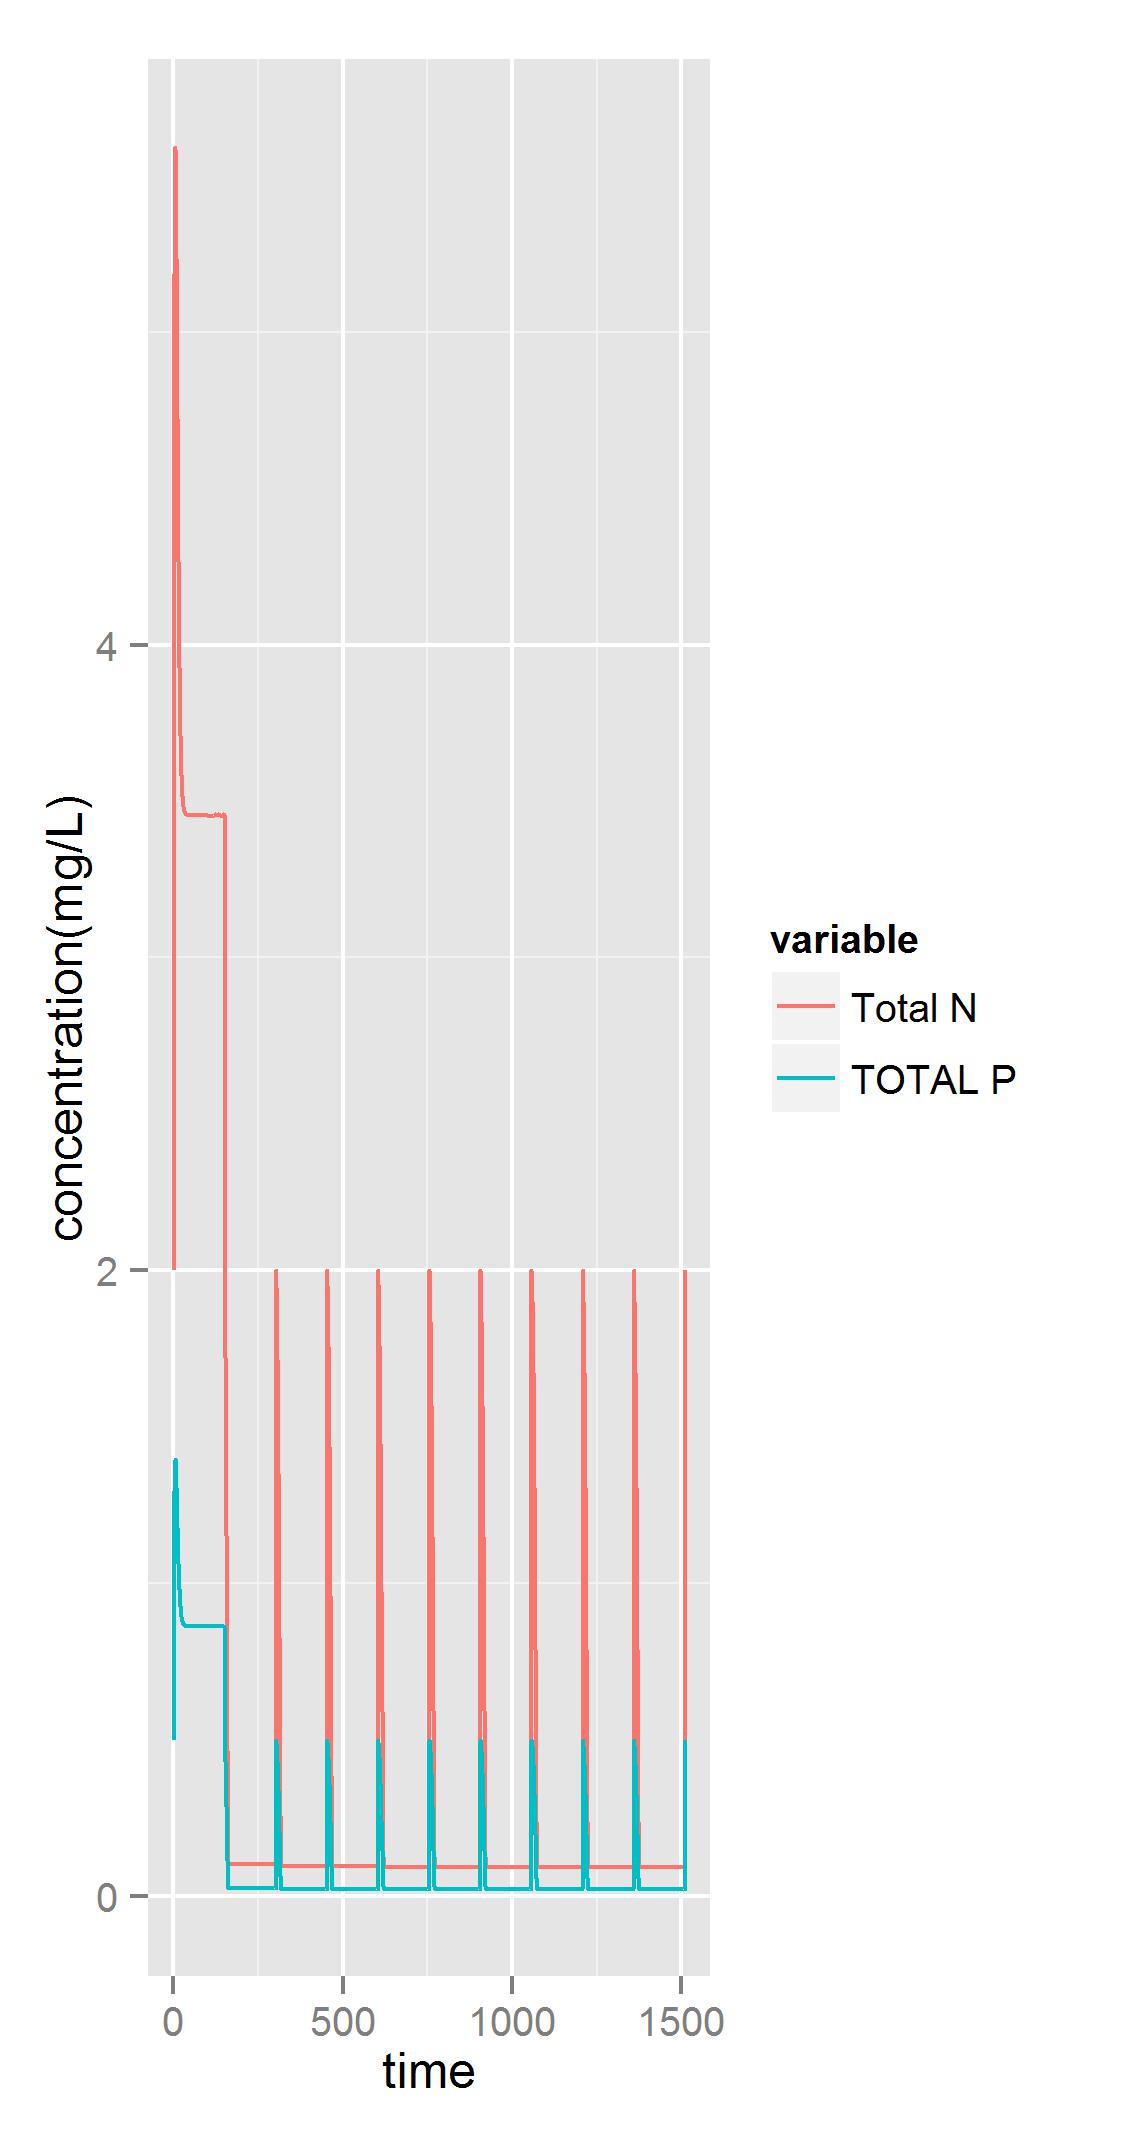 concentration(mg/L)
4
2
0
0 500 1000 1500
time
variable
Total N
TOTAL P